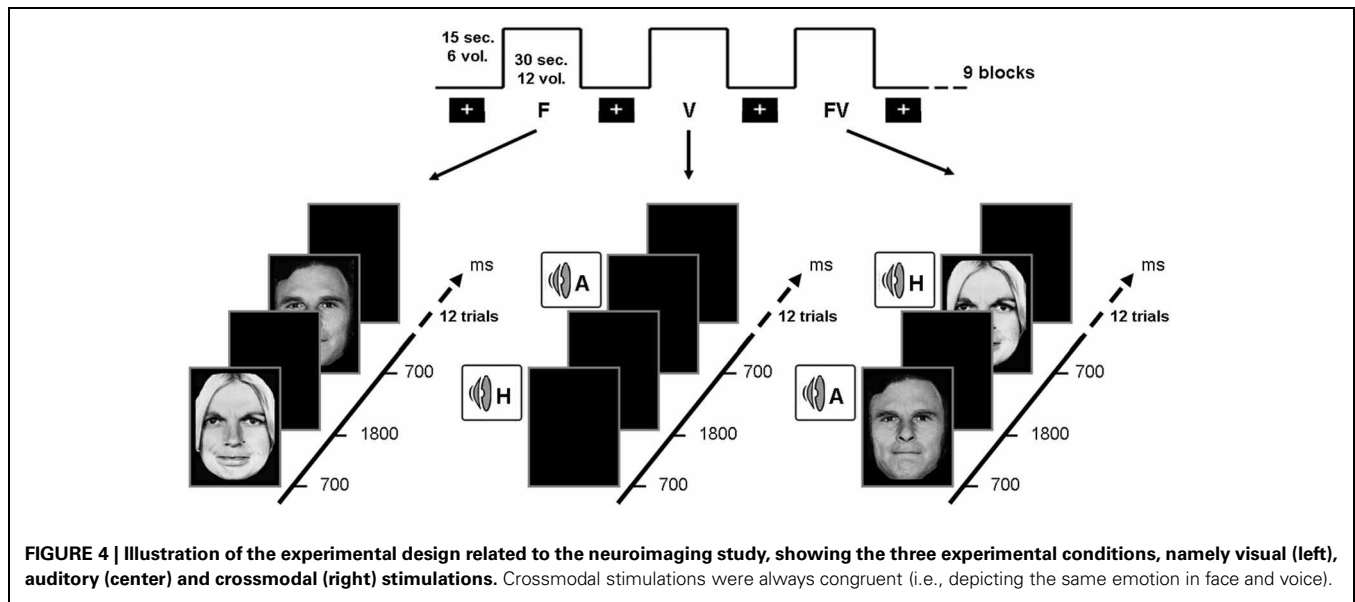 15 sec.
6 vol.
30 sec.
12 vol.
9 blocks
+ F + V + FV +
ms
12 trials
700
1800
700
A
H
ms
12 trials
700
1800
700
H
A
ms
12 trials
700
1800
700
FIGURE 4 | Illustration of the experimental design related to the neuroimaging study, showing the three experimental conditions, namely visual (left),
auditory (center) and crossmodal (right) stimulations. Crossmodal stimulations were always congruent (i.e., depicting the same emotion in face and voice).